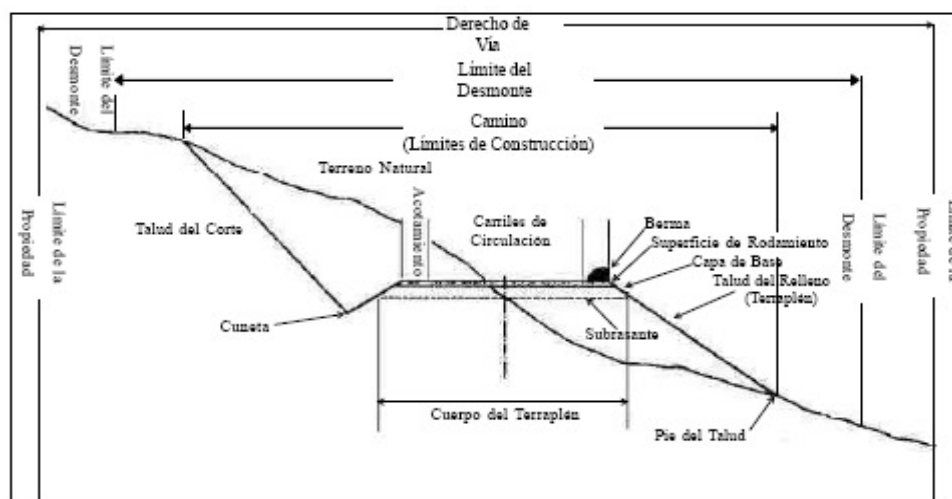 Derecho de
Vía
Límite del
Desmonte
Límite del
Desmonte
Camino
(Límites de Construcción)
Terreno Natural
Acotamiento
Carriles de
Circulación
Berma
Superficie de Rodamiento
Capa de Base
Talud del Relleno
(Terraplén)
Talud del Corte
Límite de la
Propiedad
Límite del
Desmonte
Propiedad
Cuneta
Subrasante
Cuerpo del Terraplén
Pie del Talud